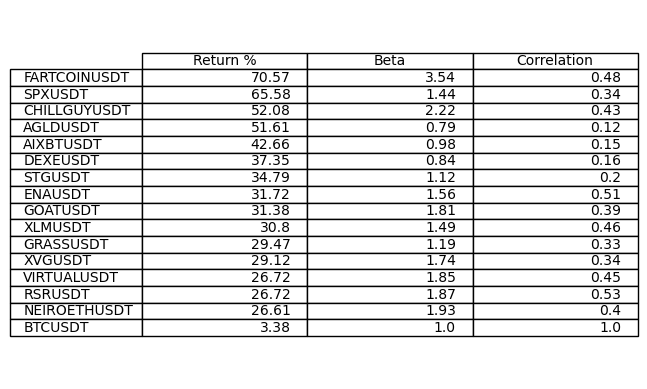 Return % Beta Correlation
FARTCOINUSDT 70.57 3.54 0.48
SPXUSDT 65.58 1.44 0.34
CHILLGUYUSDT 52.08 2.22 0.43
AGLDUSDT 51.61 0.79 0.12
AIXBTUSDT 42.66 0.98 0.15
DEXEUSDT 37.35 0.84 0.16
STGUSDT 34.79 1.12 0.2
ENAUSDT 31.72 1.56 0.51
GOATUSDT 31.38 1.81 0.39
XLMUSDT 30.8 1.49 0.46
GRASSUSDT 29.47 1.19 0.33
XVGUSDT 29.12 1.74 0.34
VIRTUALUSDT 26.72 1.85 0.45
RSRUSDT 26.72 1.87 0.53
NEIROETHUSDT 26.61 1.93 0.4
BTCUSDT 3.38 1.0 1.0